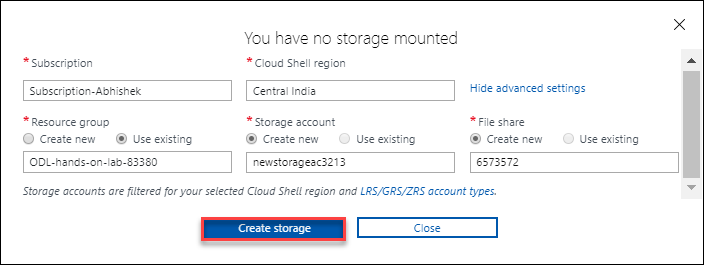 You have no storage mounted
* Subscription
* Cloud Shell region
Subscription-Abhishek
Central India
Hide advanced settings
* Resource group
* Storage account
* File share
Create new Use existing
Create new Use existing
Create new Use existing
ODL-hands-on-lab-83380
newstorageac3213
6573572
Storage accounts are filtered for your selected Cloud Shell region and LRS/GRS/ZRS account types.
Create storage
Close